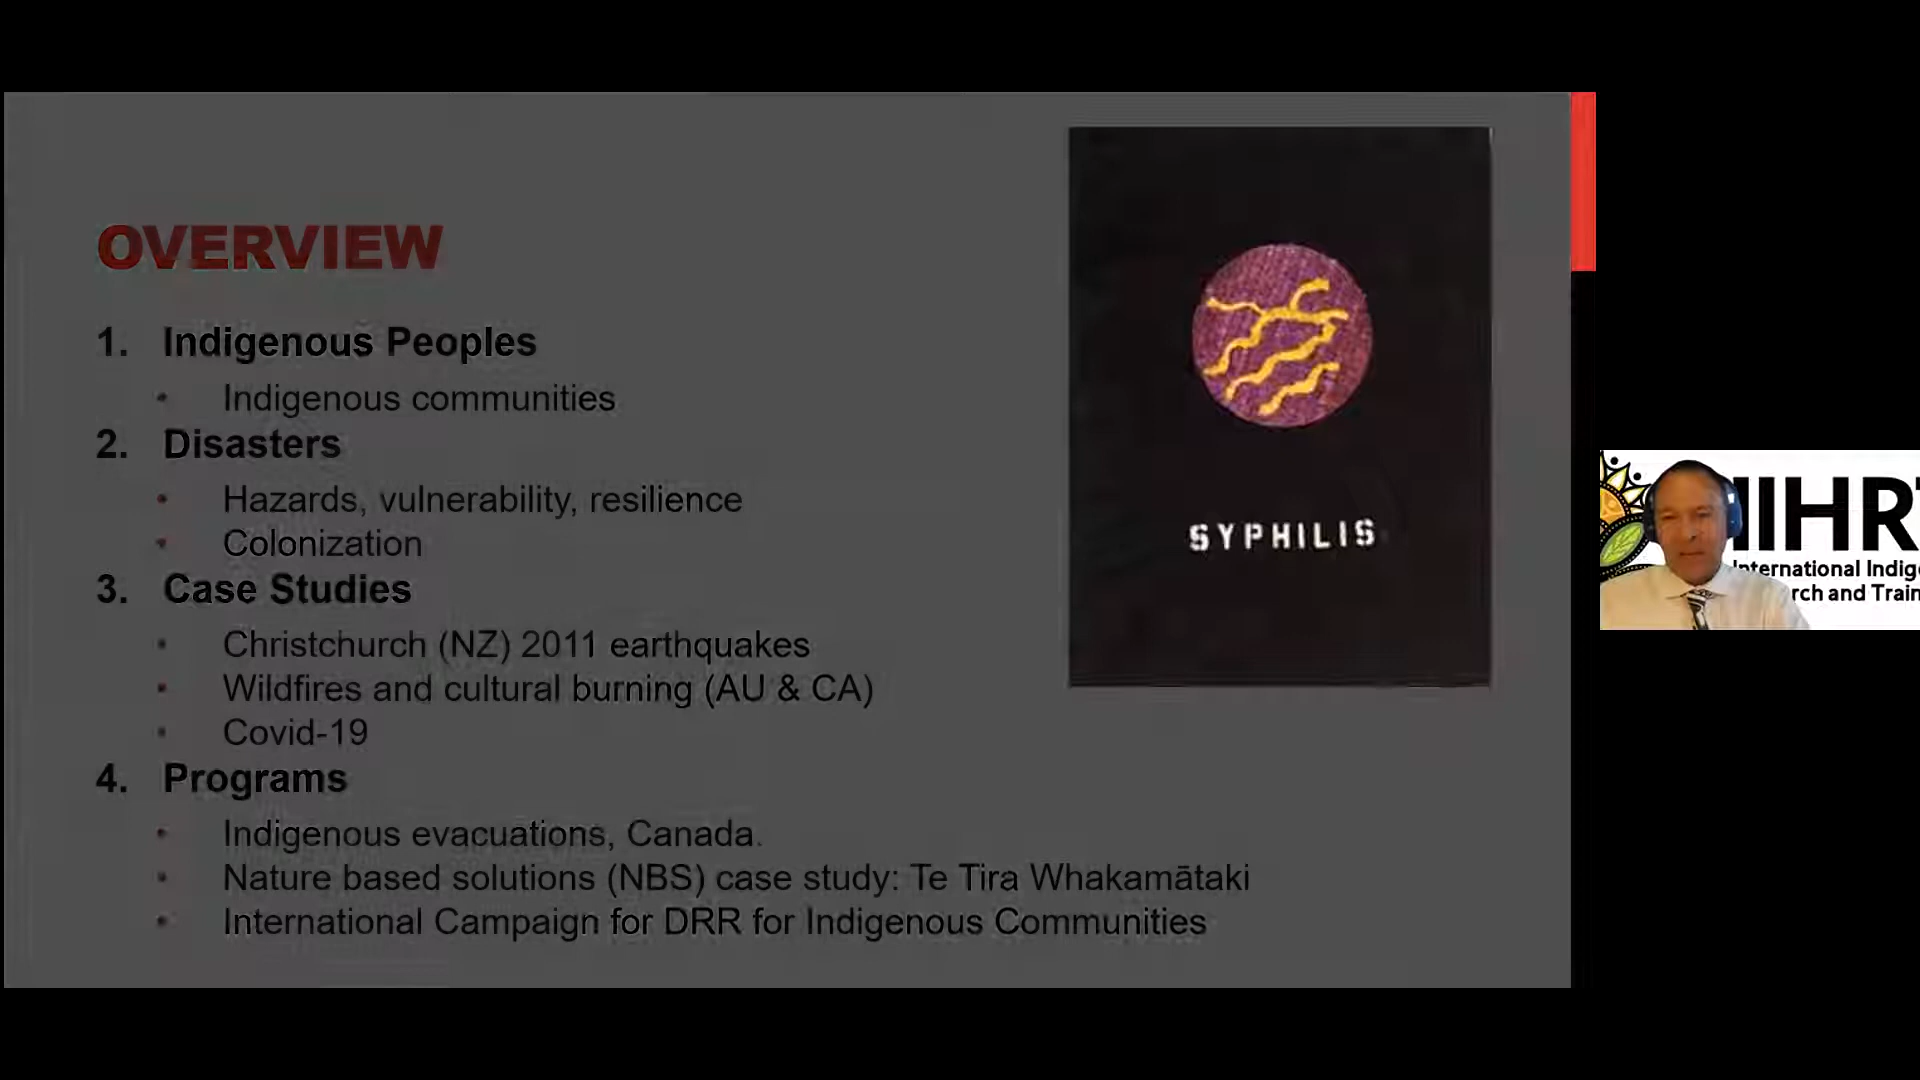 OVERVIEW
1. Indigenous Peoples
• Indigenous communities
2. Disasters
• Hazards, vulnerability, resilience
• Colonization
3. Case Studies
• Christchurch (NZ) 2011 earthquakes
• Wildfires and cultural burning (AU & CA)
• Covid-19
4. Programs
• Indigenous evacuations, Canada.
• Nature based solutions (NBS) case study: Te Tira Whakamātaki
• International Campaign for DRR for Indigenous Communities
SYPHILIS
IIHR
International Indige
rch and Train